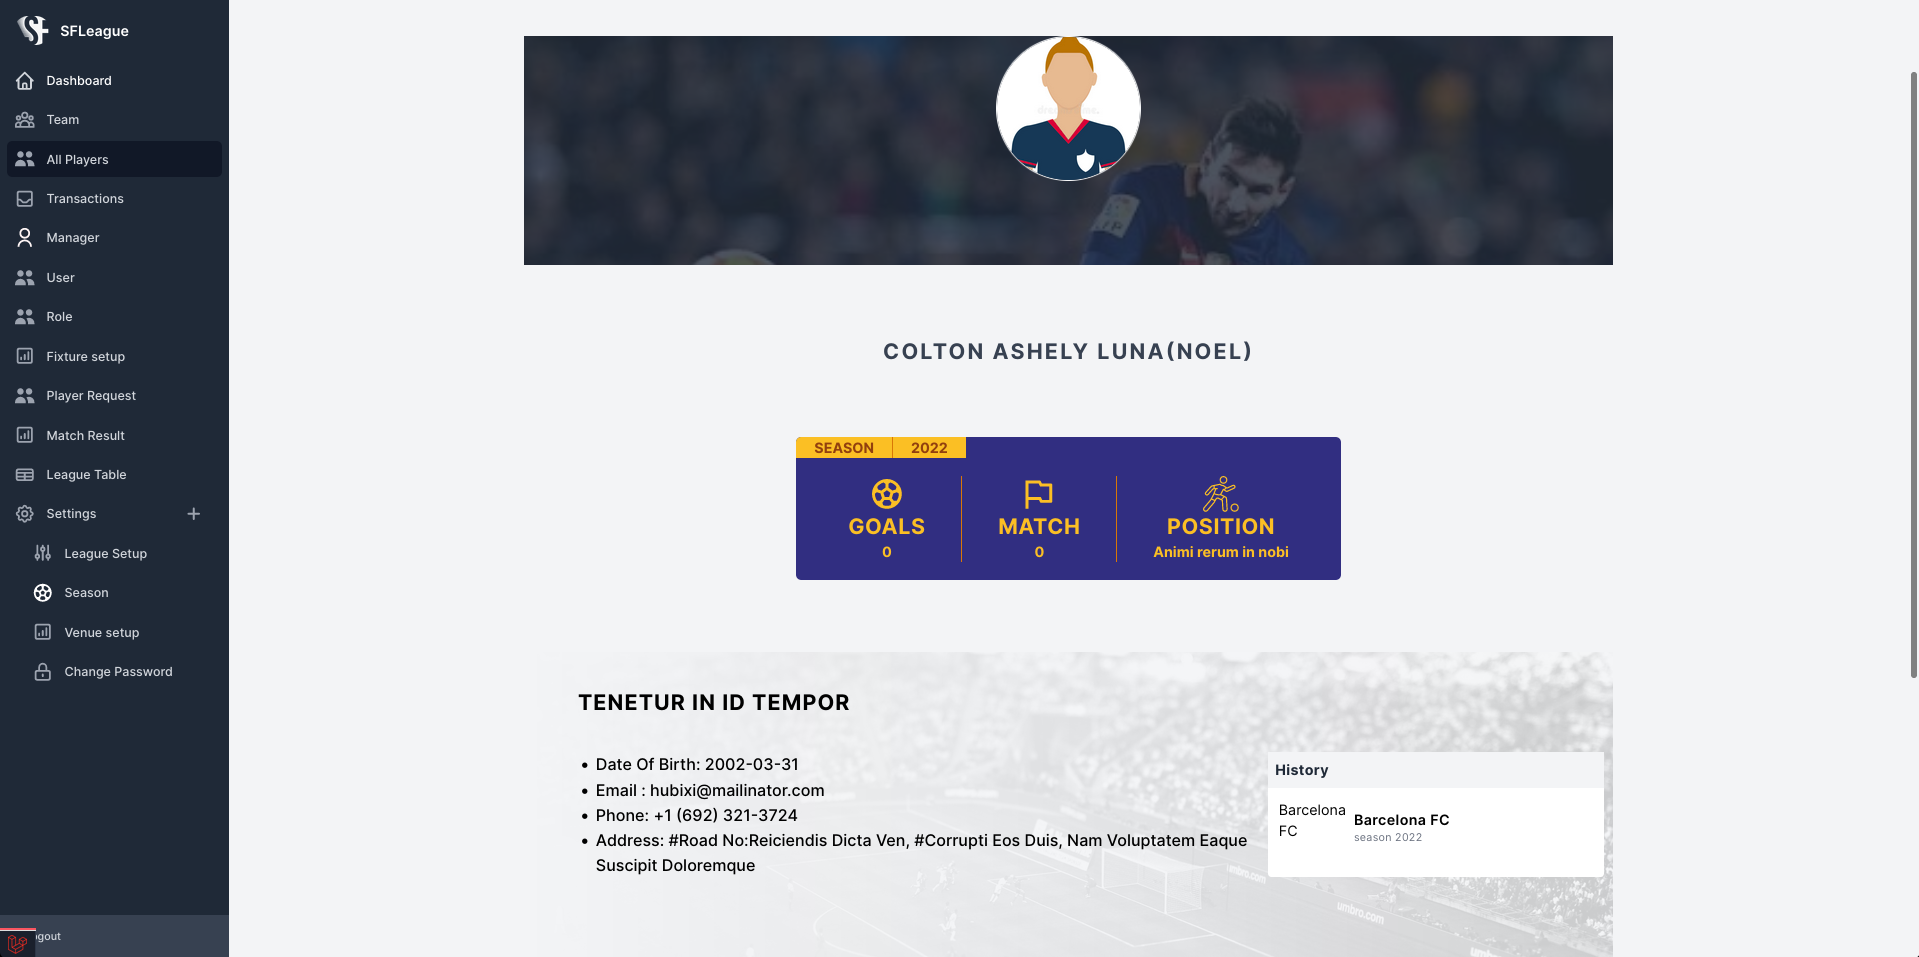 SFLeague
Dashboard
Team
All Players
Transactions
Manager
User
Role
Fixture setup
Player Request
Match Result
League Table
Settings
League Setup
Season
Venue setup
Change Password
ogout
COLTON ASHELY LUNA(NOEL)
SEASON 2022
GOALS
0
MATCH
0
POSITION
Animi rerum in nobi
TENETUR IN ID TEMPOR
• Date Of Birth: 2002-03-31
• Email : hubixi@mailinator.com
• Phone: +1 (692) 321-3724
• Address: #Road No:Reiciendis Dicta Ven, #Corrupti Eos Duis, Nam Voluptatem Eaque
Suscipit Doloremque
History
Barcelona
FC
Barcelona FC
season 2022
umbro.com